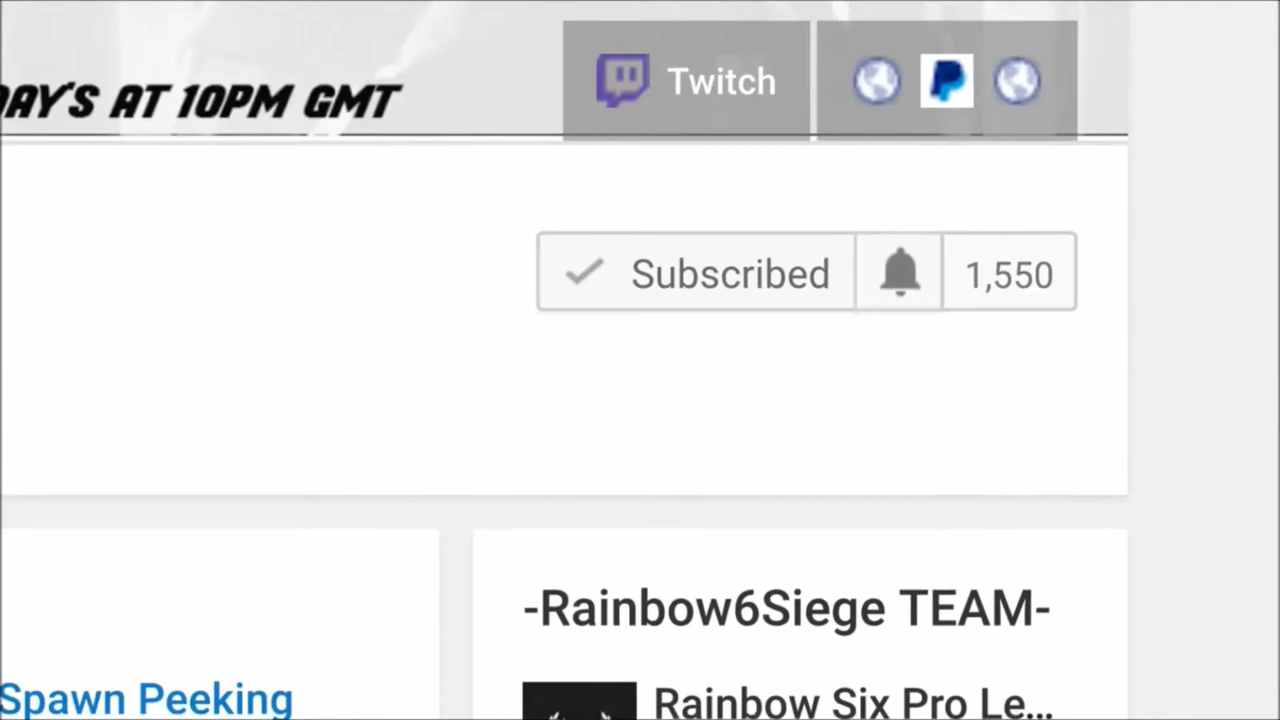 AY'S AT 10PM GMT
Twitch
Subscribed
1,550
-Rainbow6Siege TEAM-
Spawn Peeking
Rainbow Six Pro Le...